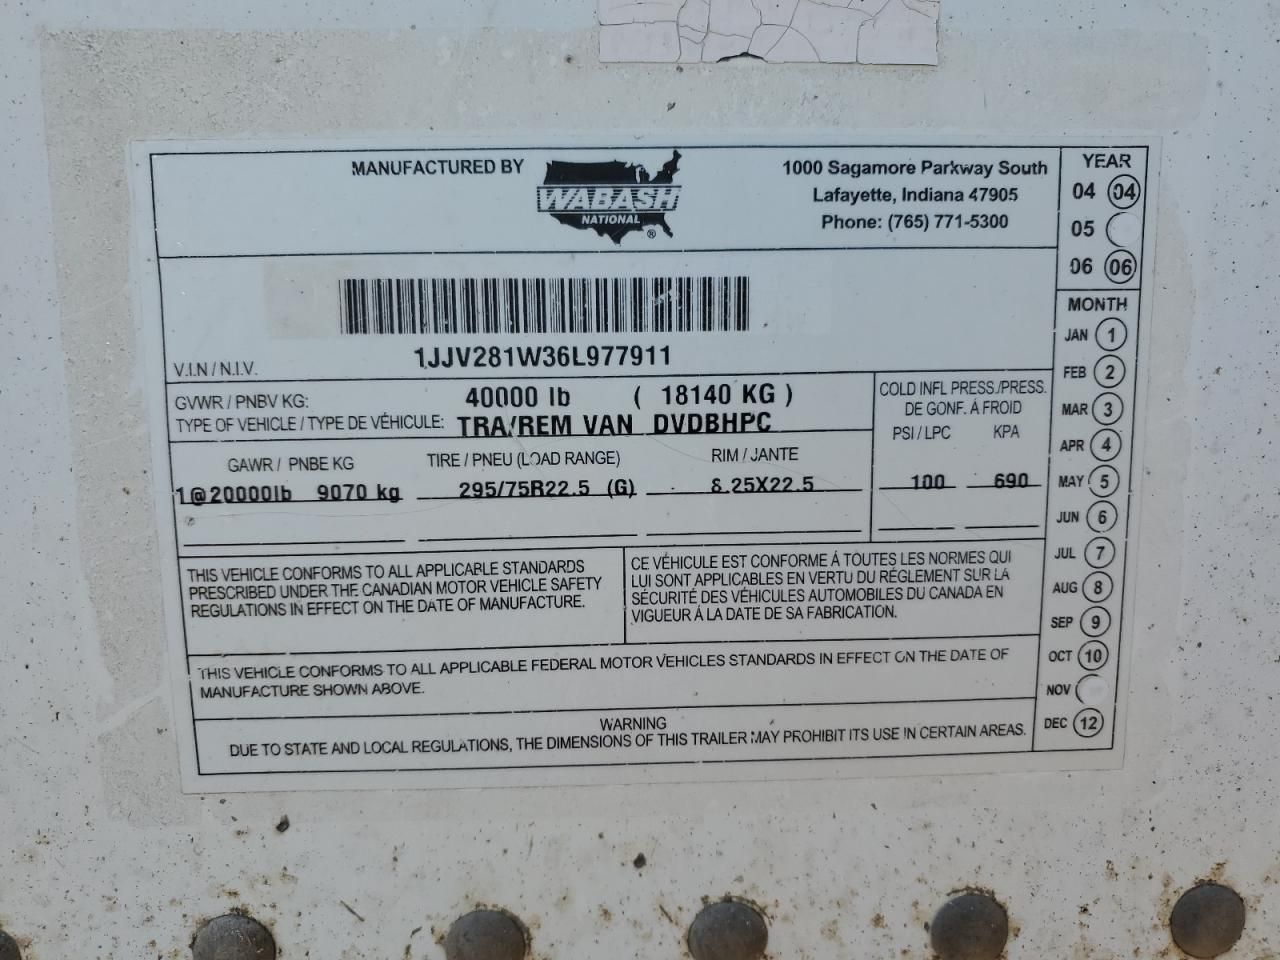 MANUFACTURED BY
WABASH
NATIONAL
®
1000 Sagamore Parkway South
Lafayette, Indiana 47905
Phone: (765) 771-5300
YEAR
04 04
05
06 06
V.I.N / N.I.V.
1JJV281W36L977911
GVWR / PNBV KG: 40000 lb ( 18140 KG )
TYPE OF VEHICLE / TYPE DE VÉHICULE: TRA/REM VAN DVDBHPC
COLD INFL PRESS./PRESS.
DE GONF. À FROID
PSI / LPC KPA
GAWR / PNBE KG TIRE / PNEU (LOAD RANGE) RIM / JANTE
1@20000lb 9070 kg 295/75R22.5 (G) 8.25X22.5 100 690
THIS VEHICLE CONFORMS TO ALL APPLICABLE STANDARDS
PRESCRIBED UNDER THE CANADIAN MOTOR VEHICLE SAFETY
REGULATIONS IN EFFECT ON THE DATE OF MANUFACTURE.
CE VÉHICULE EST CONFORME À TOUTES LES NORMES QUI
LUI SONT APPLICABLES EN VERTU DU RÉGLEMENT SUR LA
SÉCURITÉ DES VÉHICULES AUTOMOBILES DU CANADA EN
VIGUEUR À LA DATE DE SA FABRICATION.
THIS VEHICLE CONFORMS TO ALL APPLICABLE FEDERAL MOTOR VEHICLES STANDARDS IN EFFECT ON THE DATE OF
MANUFACTURE SHOWN ABOVE.
WARNING
DUE TO STATE AND LOCAL REGULATIONS, THE DIMENSIONS OF THIS TRAILER MAY PROHIBIT ITS USE IN CERTAIN AREAS.
MONTH
JAN 1
FEB 2
MAR 3
APR 4
MAY 5
JUN 6
JUL 7
AUG 8
SEP 9
OCT 10
NOV
DEC 12